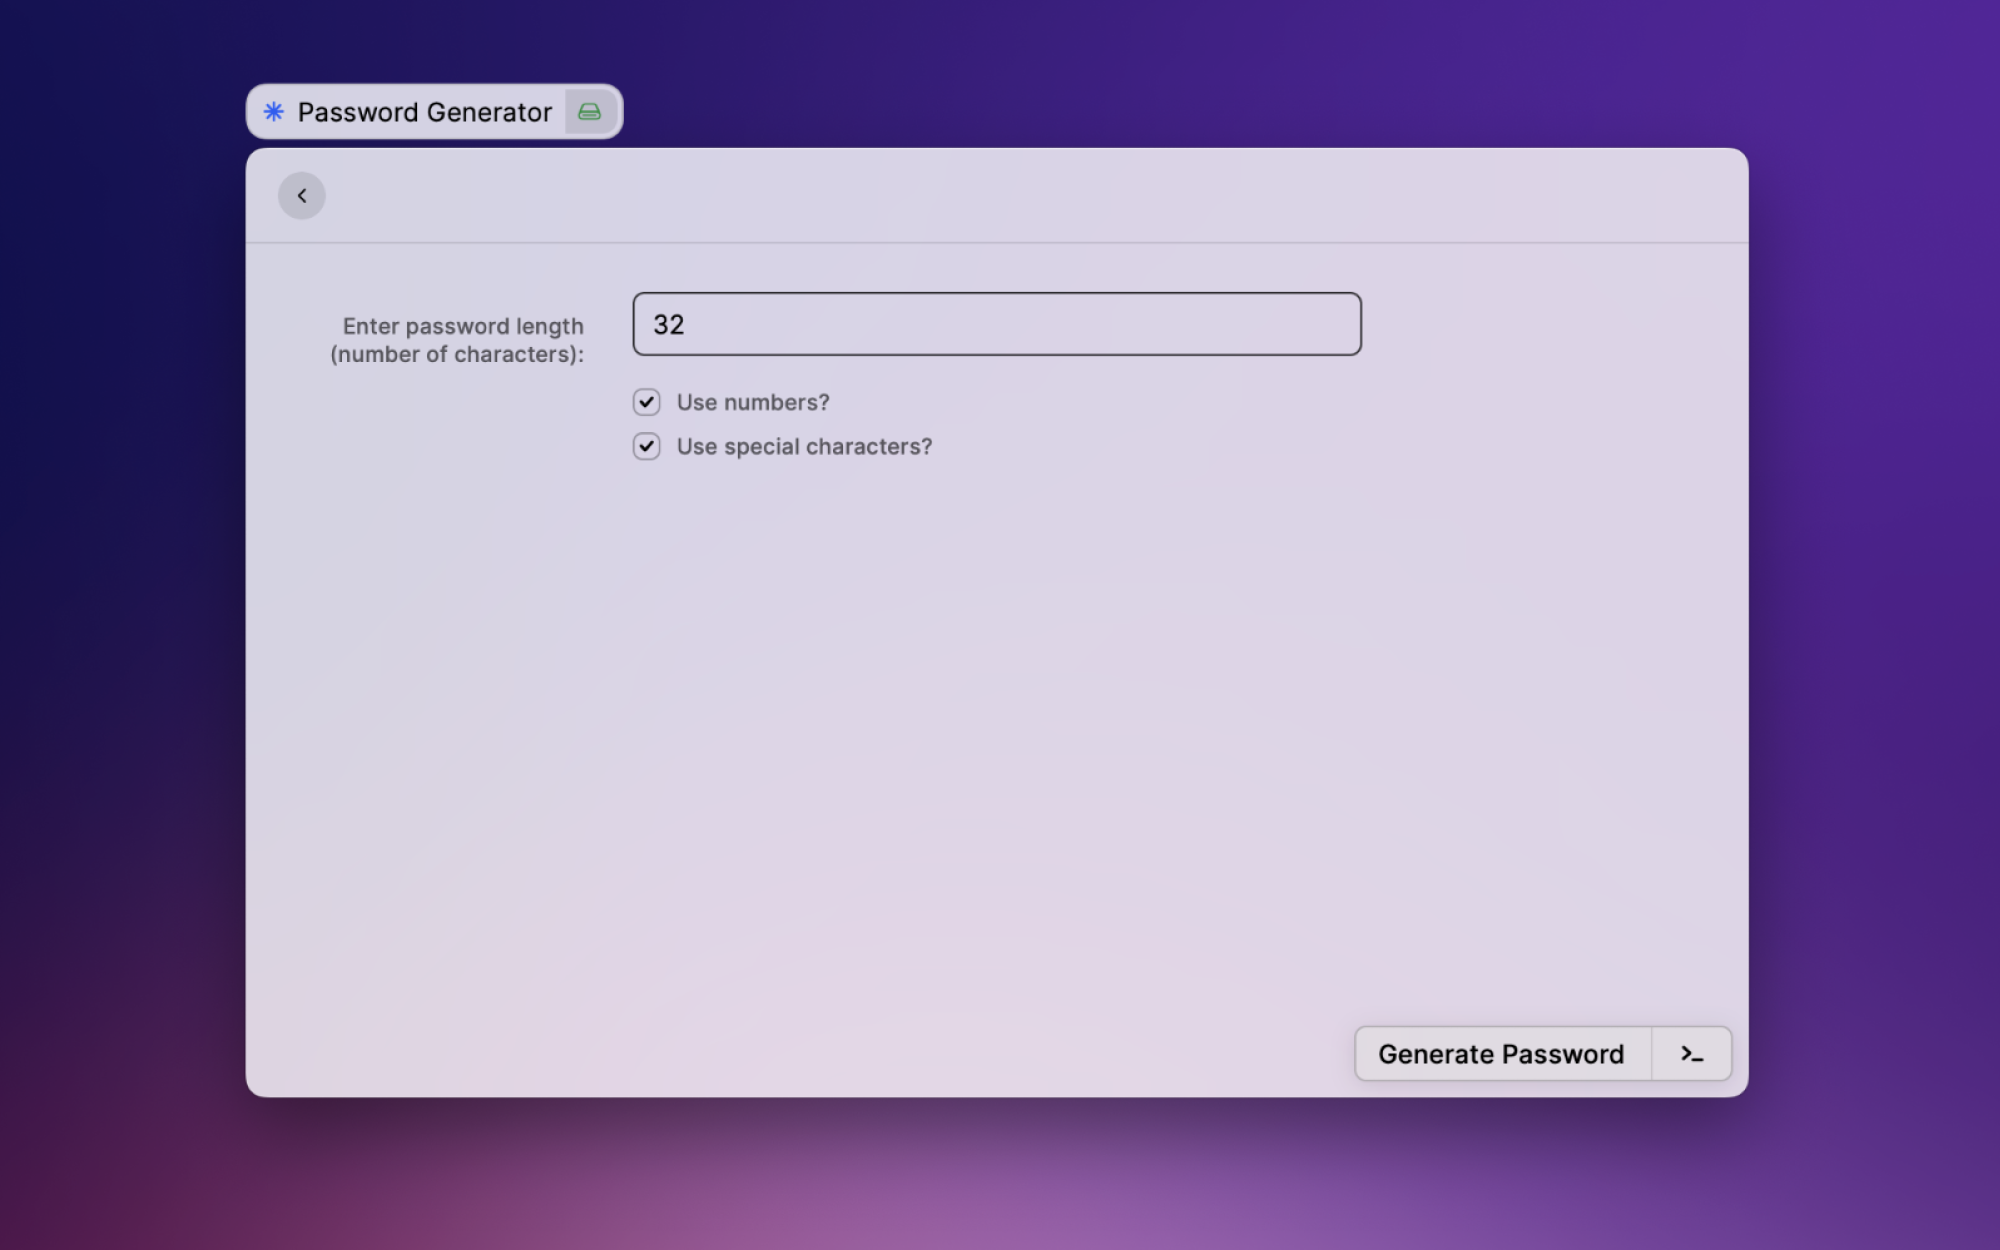 Password Generator
Enter password length
(number of characters):
32
Use numbers?
Use special characters?
Generate Password
>_